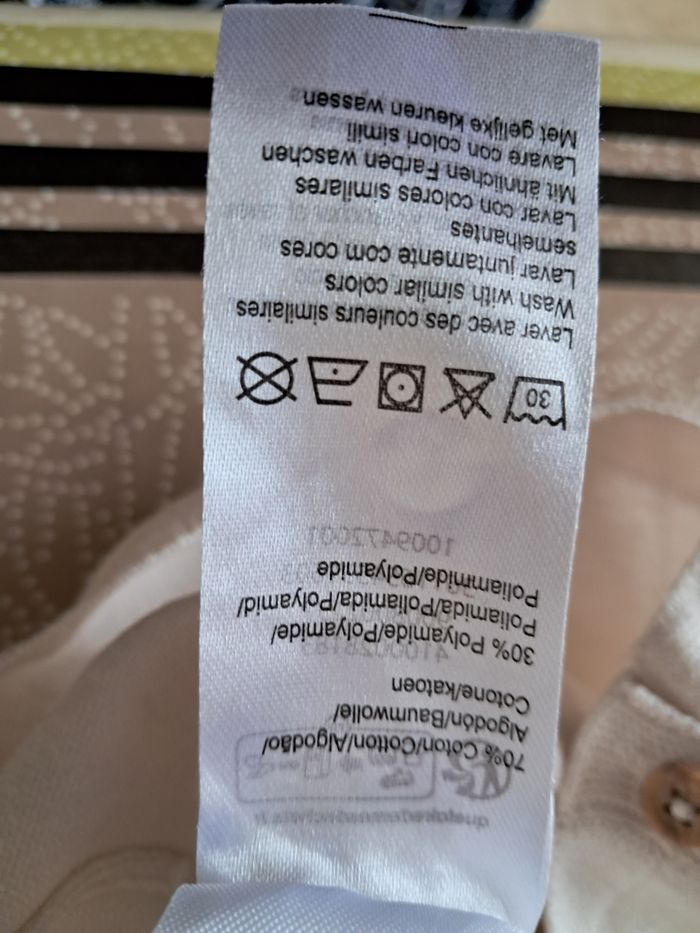 70% Coton/Cotton/Algodão/
Algodón/Baumwolle/
Cotone/katoen
30% Polyamide/Polyamide/
Poliamida/Poliamida/Polyamid/
Poliammide/Polyamide
1009472001
30
Laver avec des couleurs similaires
Wash with similar colors
Lavar juntamente com cores
semelhantes
Lavar con colores similares
Mit ähnlichen Farben waschen
Lavare con colori simili
Met gelijke kleuren wassen